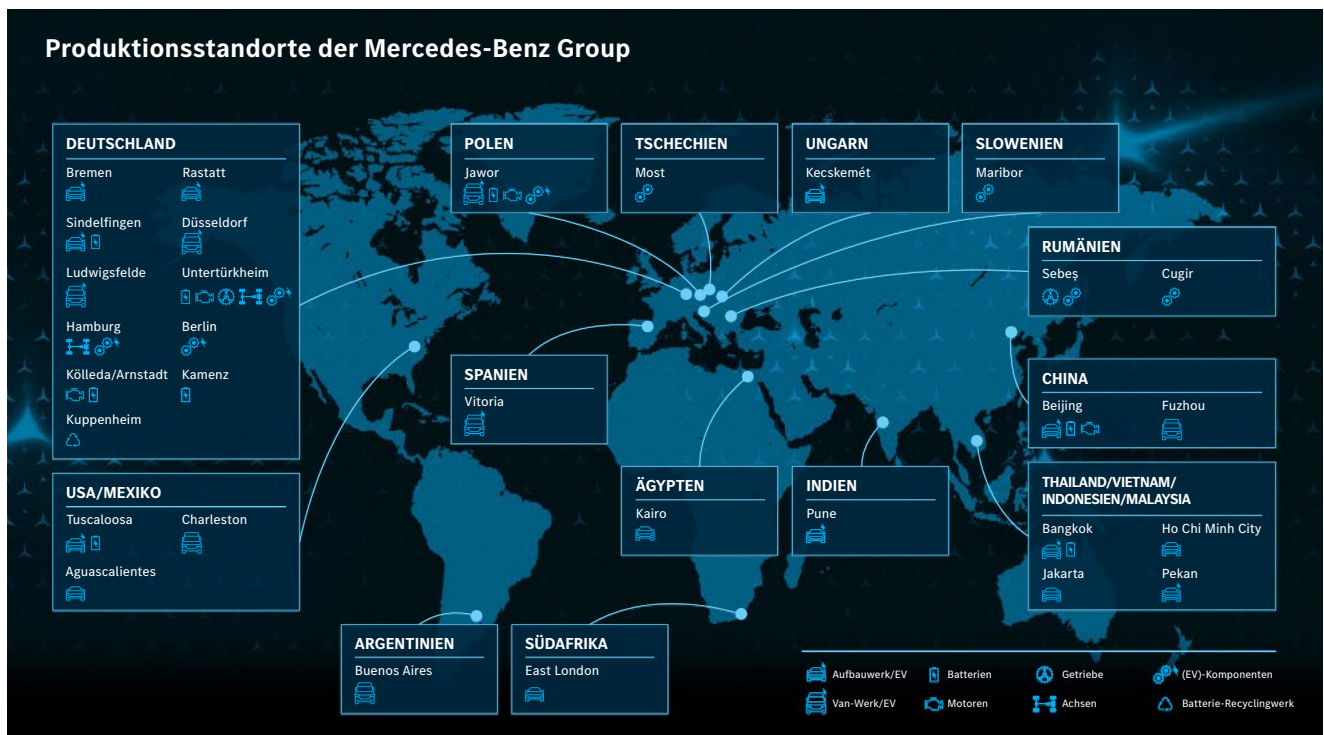 Produktionsstandorte der Mercedes-Benz Group
DEUTSCHLAND
Bremen
Rastatt
Sindelfingen
Düsseldorf
Ludwigsfelde
Untertürkheim
Hamburg
Berlin
Kölleda/Arnstadt
Kamenz
Kuppenheim
USA/MEXIKO
Tuscaloosa
Charleston
Aguascalientes
POLEN
Jawor
TSCHECHIEN
Most
UNGARN
Kecskemét
SLOWENIEN
Maribor
RUMÄNIEN
Sebeș
Cugir
SPANIEN
Vitoria
CHINA
Beijing
Fuzhou
ÄGYPTEN
Kairo
INDIEN
Pune
THAILAND/VIETNAM/
INDONESIEN/MALAYSIA
Bangkok
Ho Chi Minh City
Jakarta
Pekan
ARGENTINIEN
Buenos Aires
SÜDAFRIKA
East London
Aufbauwerk/EV
Batterien
Getriebe
(EV)-Komponenten
Van-Werk/EV
Motoren
Achsen
Batterie-Recyclingwerk